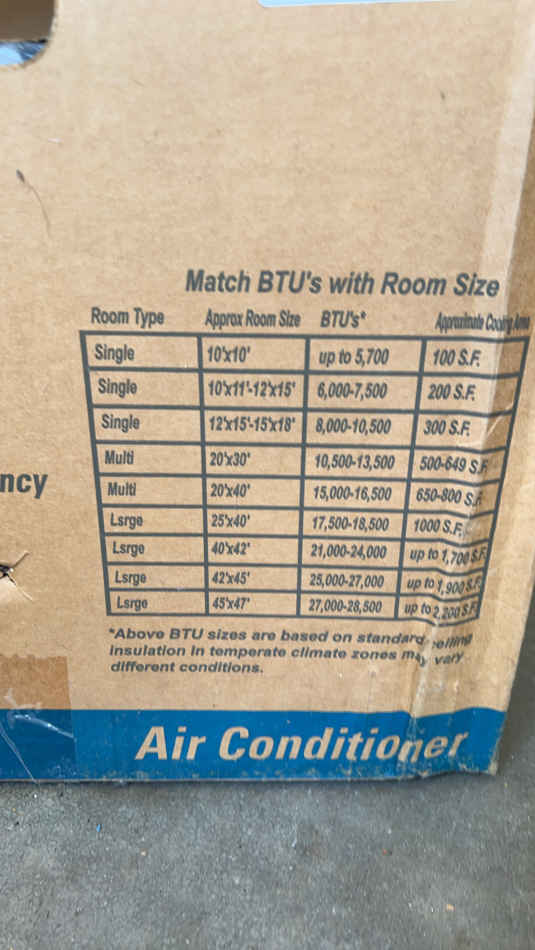 Match BTU's with Room Size
Room Type Approx Room Size BTU's* Approximate Cooling Area
Single 10'x10' up to 5,700 100 S.F.
Single 10'x11'-12'x15' 6,000-7,500 200 S.F.
Single 12'x15'-15'x18' 8,000-10,500 300 S.F.
Multi 20'x30' 10,500-13,500 500-649 S.F.
ncy
Multi 20'x40' 15,000-16,500 650-800 S.F.
Lsrge 25'x40' 17,500-18,500 1000 S.F.
Lsrge 40'x42' 21,000-24,000 up to 1,700 S.F.
Lsrge 42'x45' 25,000-27,000 up to 1,900 S.F.
Lsrge 45'x47' 27,000-28,500 up to 2,200 S.F.
*Above BTU sizes are based on standard ceiling
insulation in temperate climate zones may vary
different conditions.
Air Conditioner